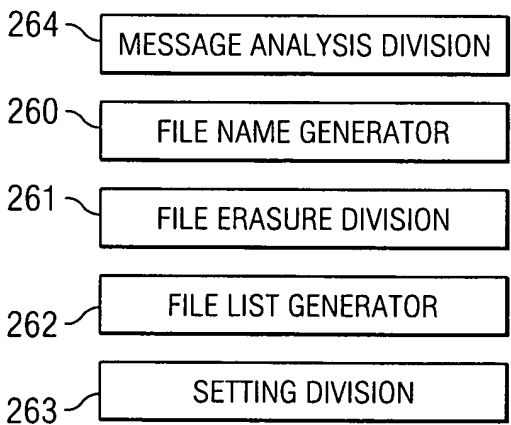 264 MESSAGE ANALYSIS DIVISION
260 FILE NAME GENERATOR
261 FILE ERASURE DIVISION
262 FILE LIST GENERATOR
263 SETTING DIVISION